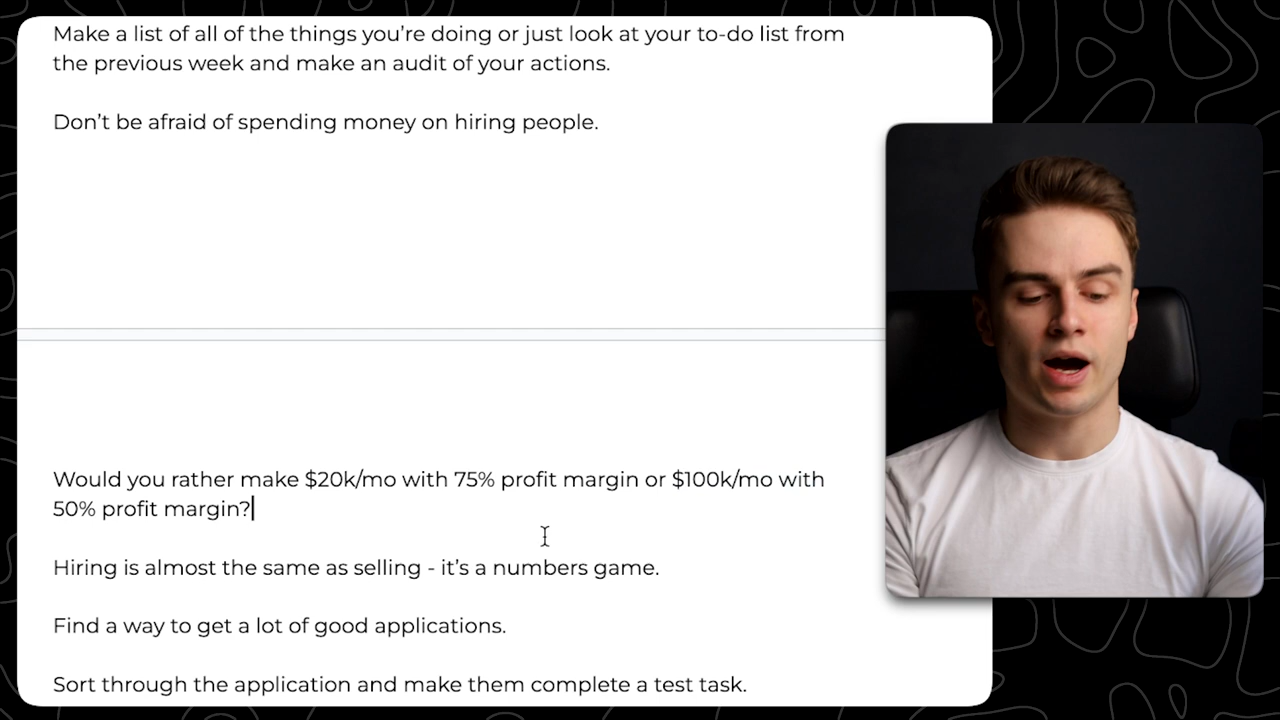 Make a list of all of the things you're doing or just look at your to-do list from
the previous week and make an audit of your actions.
Don't be afraid of spending money on hiring people.
Would you rather make $20k/mo with 75% profit margin or $100k/mo with
50% profit margin?
Hiring is almost the same as selling - it's a numbers game.
Find a way to get a lot of good applications.
Sort through the application and make them complete a test task.